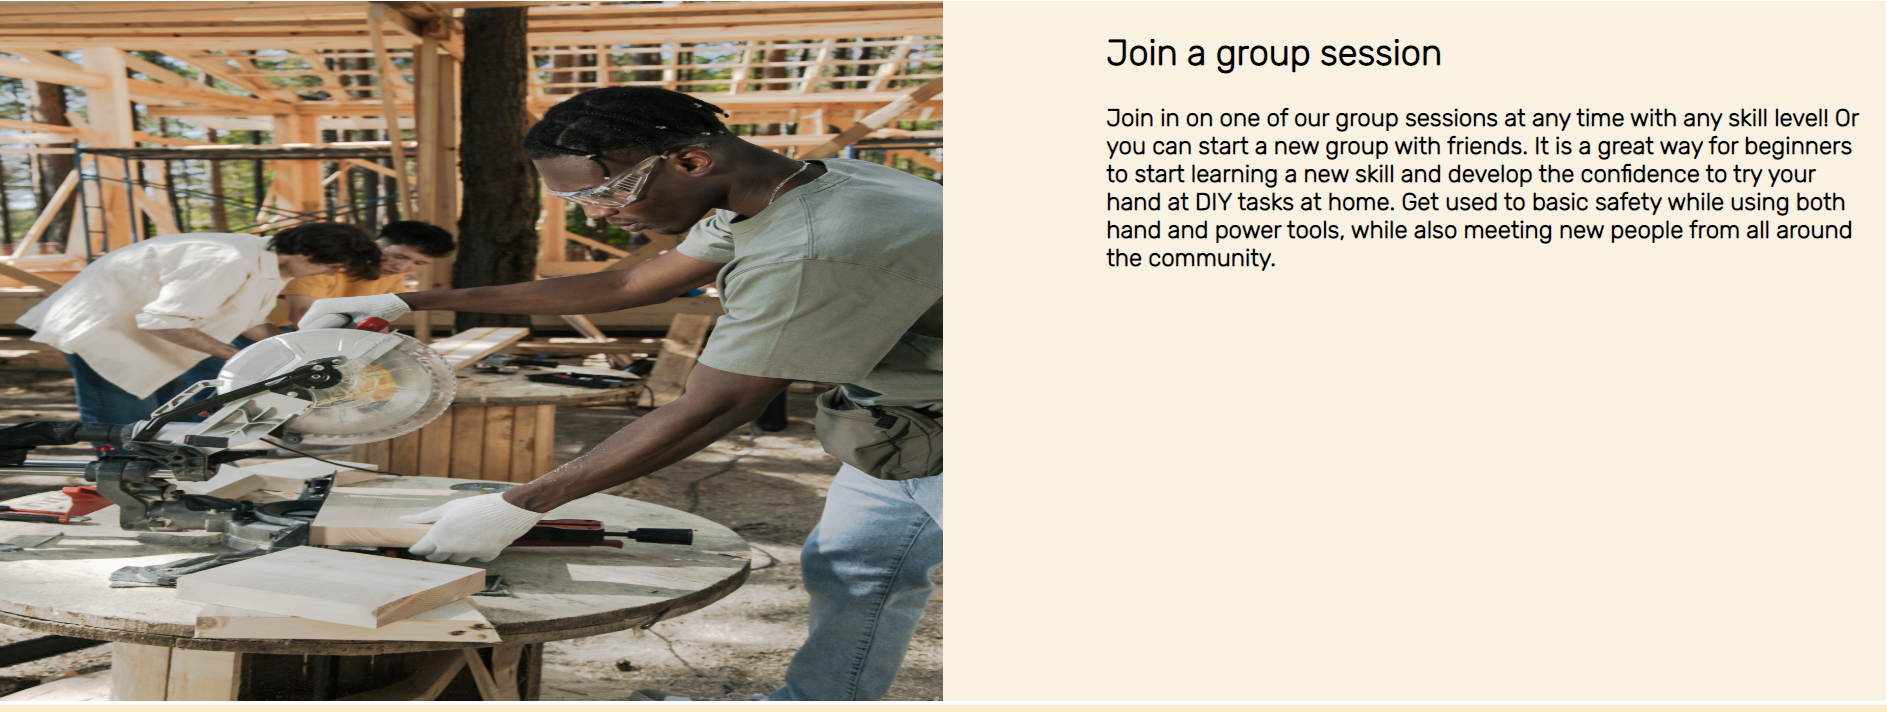 Join a group session
Join in on one of our group sessions at any time with any skill level! Or
you can start a new group with friends. It is a great way for beginners
to start learning a new skill and develop the confidence to try your
hand at DIY tasks at home. Get used to basic safety while using both
hand and power tools, while also meeting new people from all around
the community.